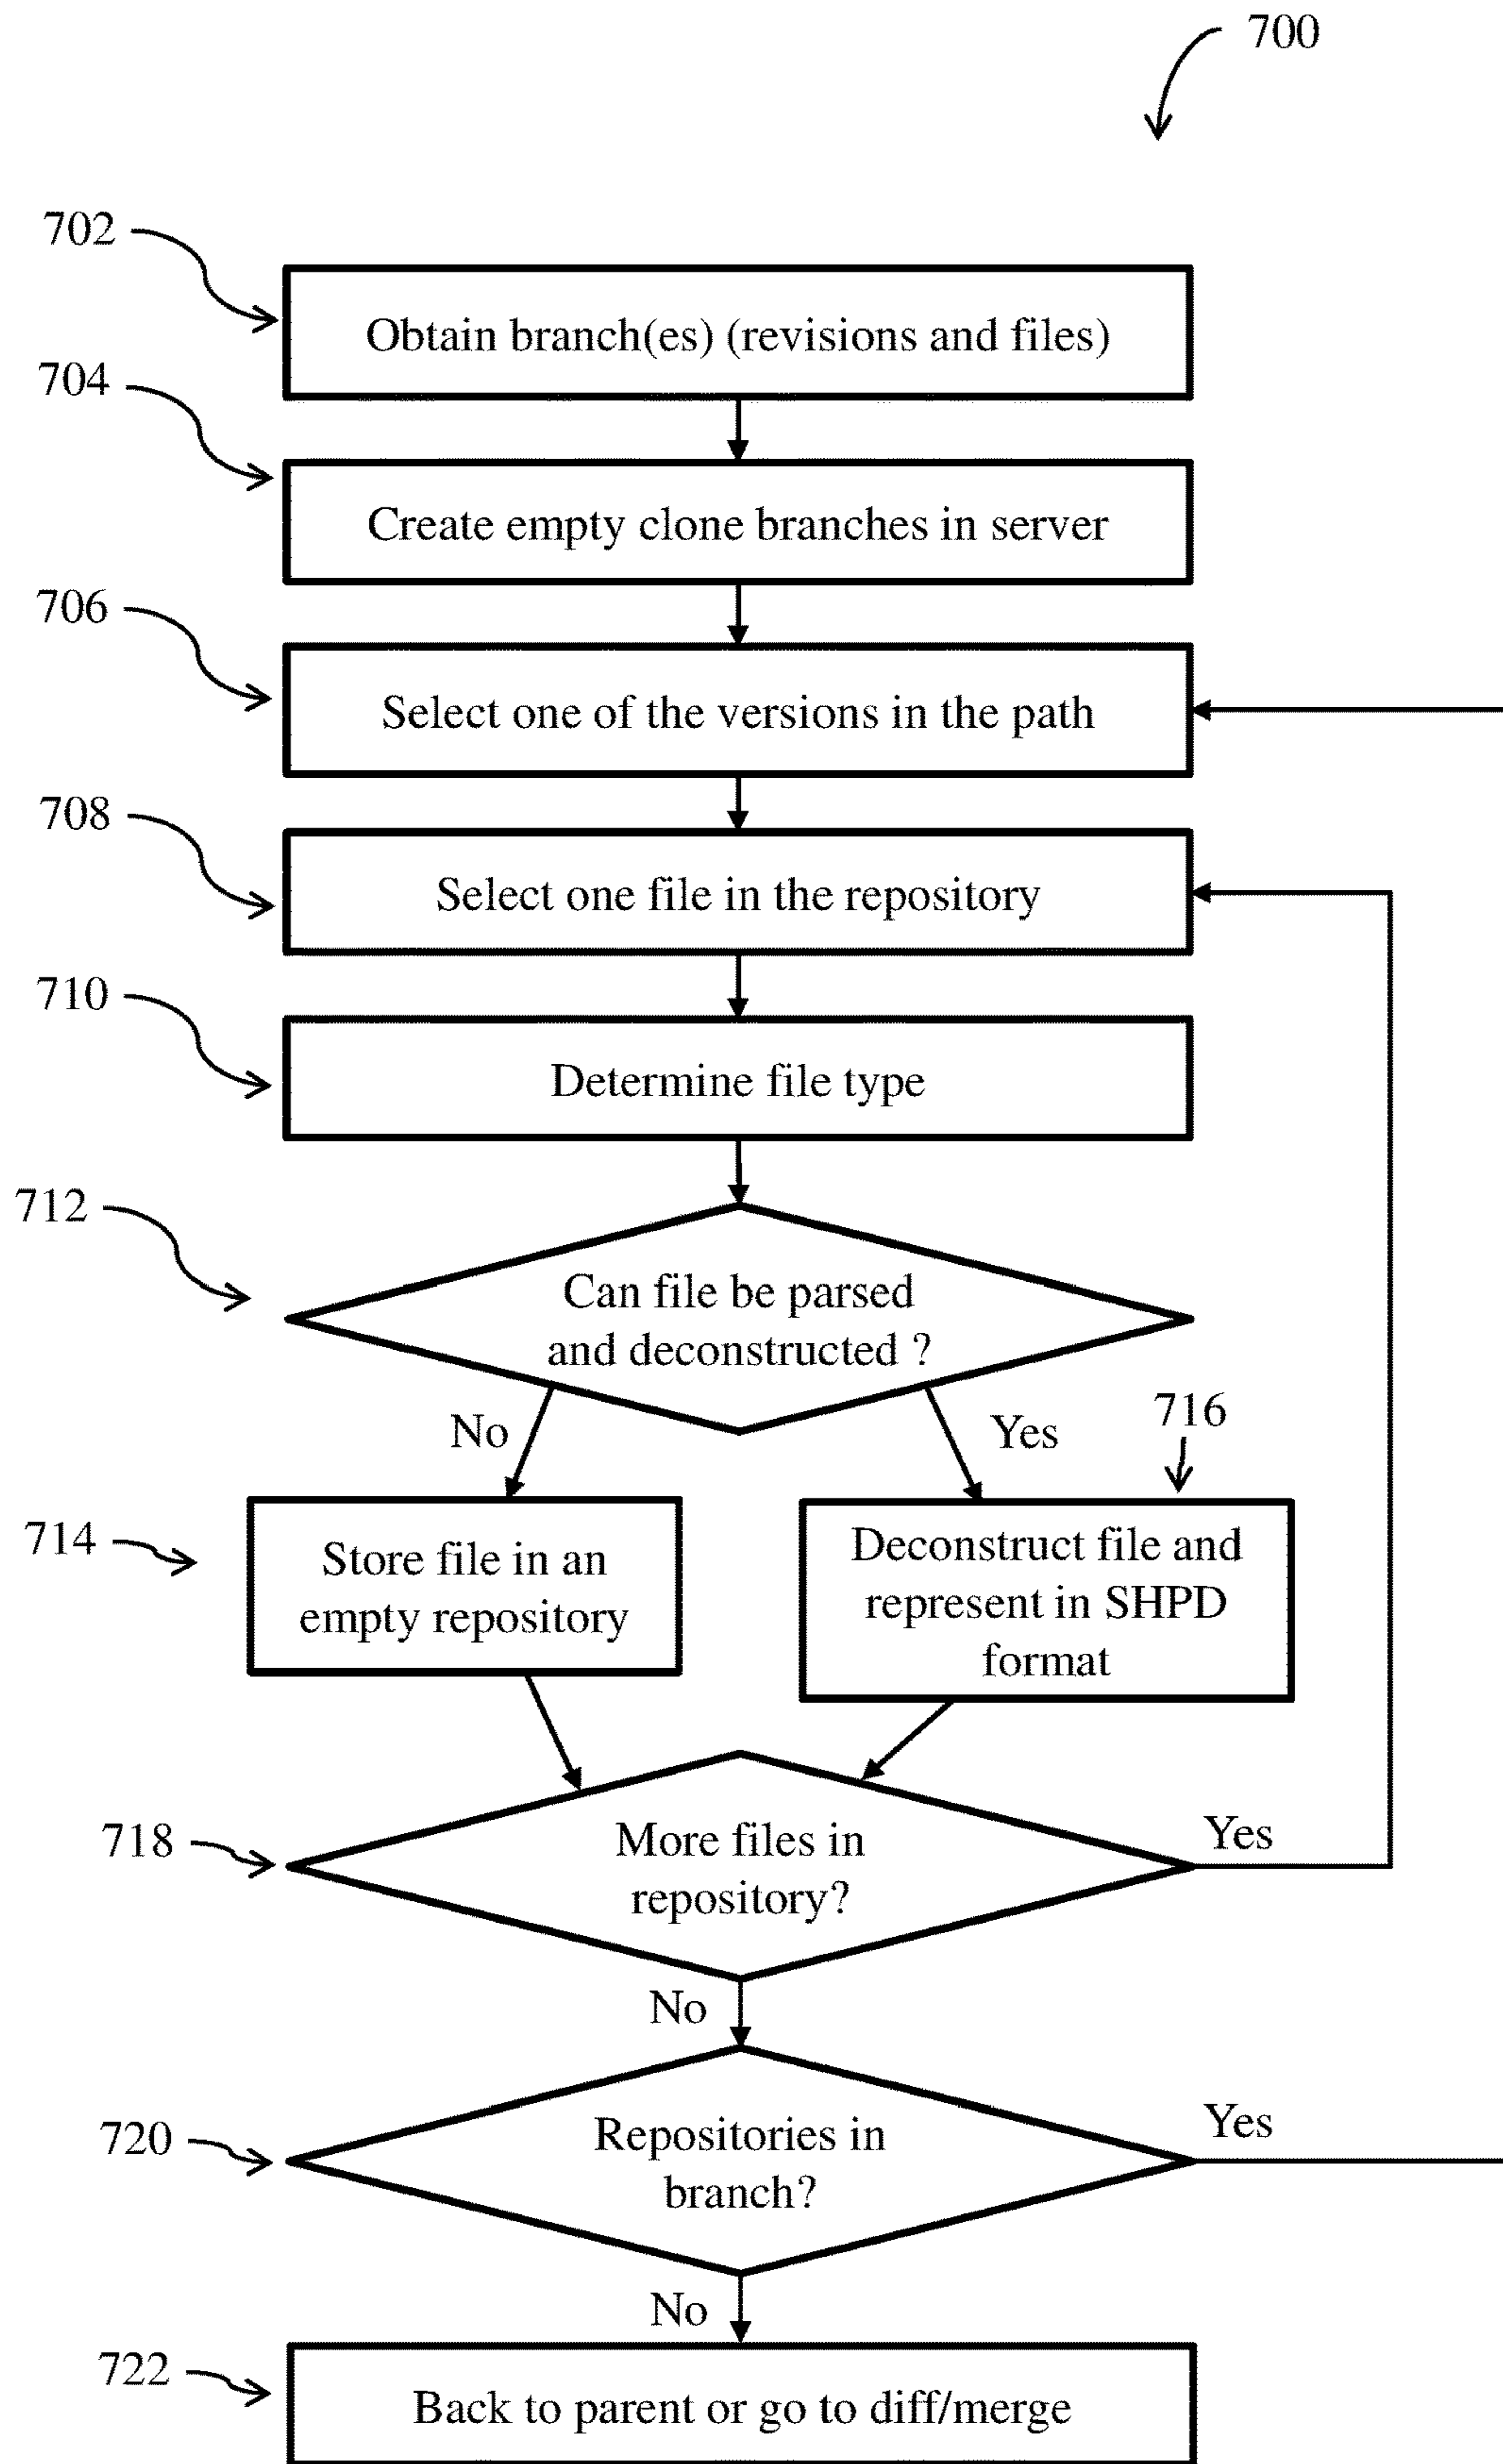 700
702
Obtain branch(es) (revisions and files)
704
Create empty clone branches in server
706
Select one of the versions in the path
708
Select one file in the repository
710
Determine file type
712
Can file be parsed
and deconstructed ?
No
Yes
716
714
Store file in an
empty repository
Deconstruct file and
represent in SHPD
format
718
More files in
repository?
Yes
No
720
Repositories in
branch?
Yes
No
722
Back to parent or go to diff/merge